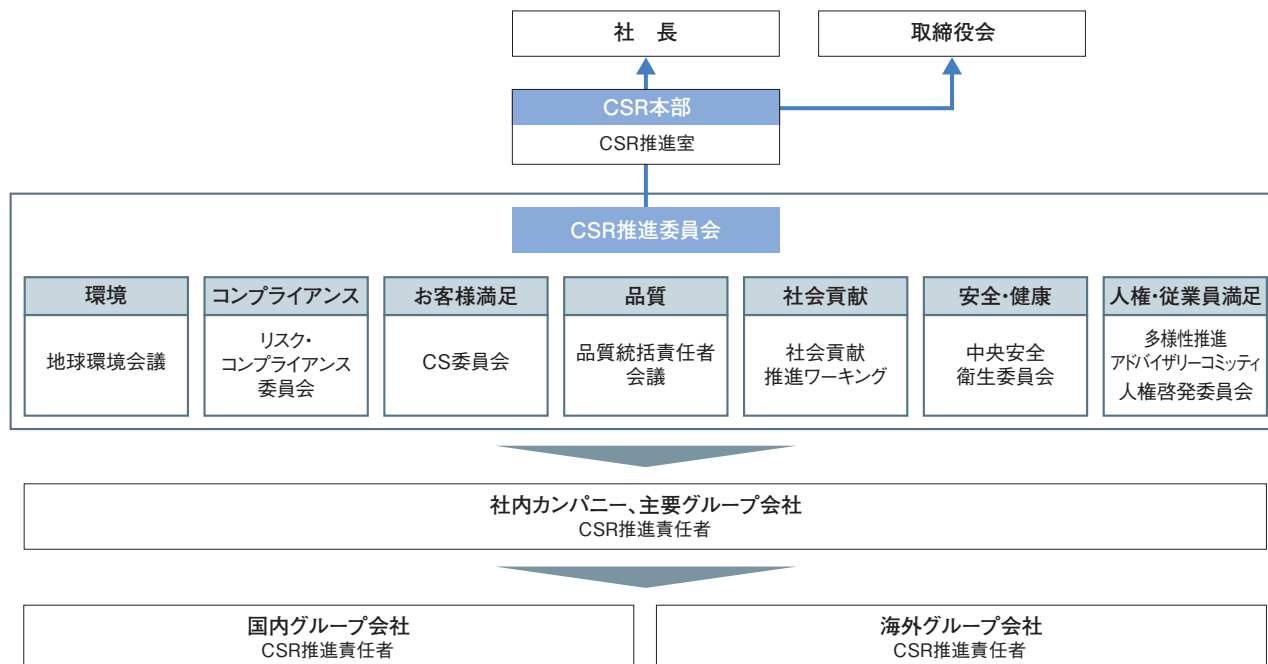 社 長
取締役会
CSR本部
CSR推進室
CSR推進委員会
環境
地球環境会議
コンプライアンス
リスク・
コンプライアンス
委員会
お客様満足
CS委員会
品質
品質統括責任者
会議
社会貢献
社会貢献
推進ワーキング
安全・健康
中央安全
衛生委員会
人権・従業員満足
多様性推進
アドバイザリーコミッティ
人権啓発委員会
社内カンパニー、主要グループ会社
CSR推進責任者
国内グループ会社
CSR推進責任者
海外グループ会社
CSR推進責任者